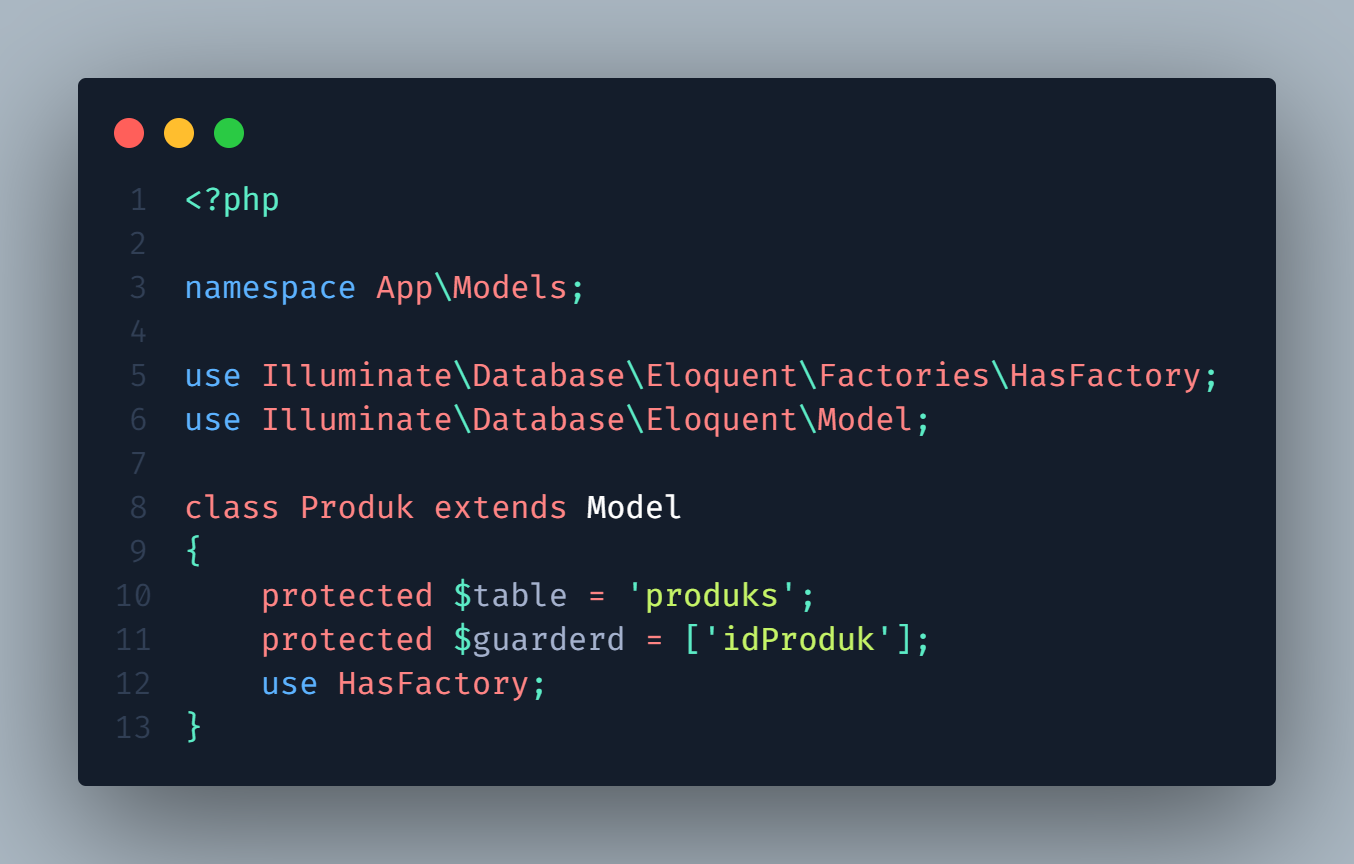 1 <?php
2
3 namespace App\Models;
4
5 use Illuminate\Database\Eloquent\Factories\HasFactory;
6 use Illuminate\Database\Eloquent\Model;
7
8 class Produk extends Model
9 {
10     protected $table = 'produks';
11     protected $guarderd = ['idProduk'];
12     use HasFactory;
13 }